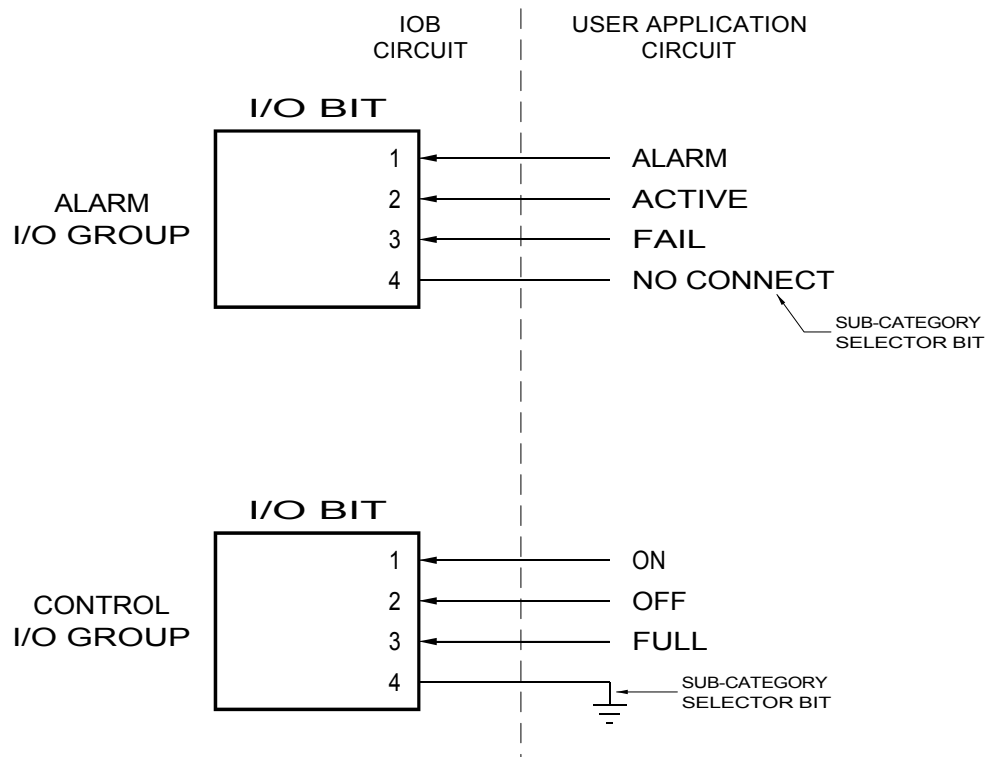 IOB
CIRCUIT
USER APPLICATION
CIRCUIT
I/O BIT
ALARM
I/O GROUP
1 ALARM
2 ACTIVE
3 FAIL
4 NO CONNECT
SUB-CATEGORY
SELECTOR BIT
I/O BIT
CONTROL
I/O GROUP
1 ON
2 OFF
3 FULL
4
SUB-CATEGORY
SELECTOR BIT